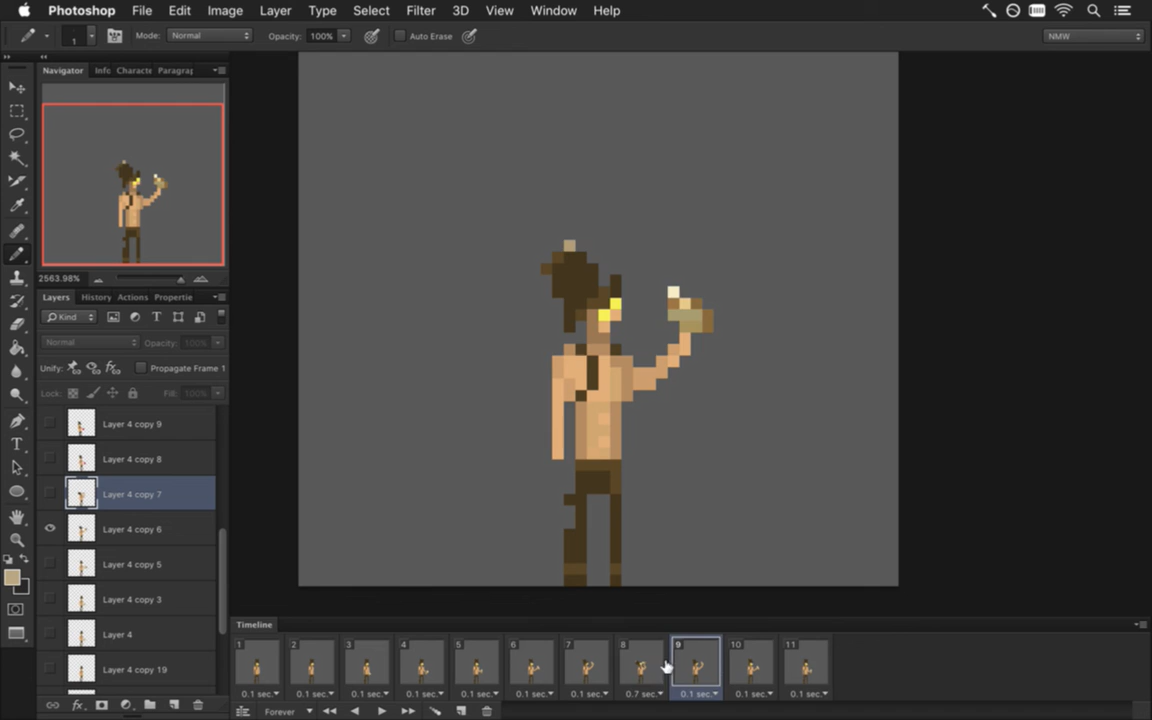 Photoshop File Edit Image Layer Type Select Filter 3D View Window Help
1 Mode: Normal Opacity: 100% Auto Erase NMW
Navigator Info Characte Paragrap
2563.98%
Layers History Actions Propertie
Kind
Normal Opacity: 100%
Unify: Propagate Frame 1
Lock: Fill: 100%
Layer 4 copy 9
Layer 4 copy 8
Layer 4 copy 7
Layer 4 copy 6
Layer 4 copy 5
Layer 4 copy 3
Layer 4
Layer 4 copy 19
Timeline
1 2 3 4 5 6 7 8 9 10 11
0.1 sec. 0.1 sec. 0.1 sec. 0.1 sec. 0.1 sec. 0.1 sec. 0.1 sec. 0.7 sec. 0.1 sec. 0.1 sec. 0.1 sec.
Forever